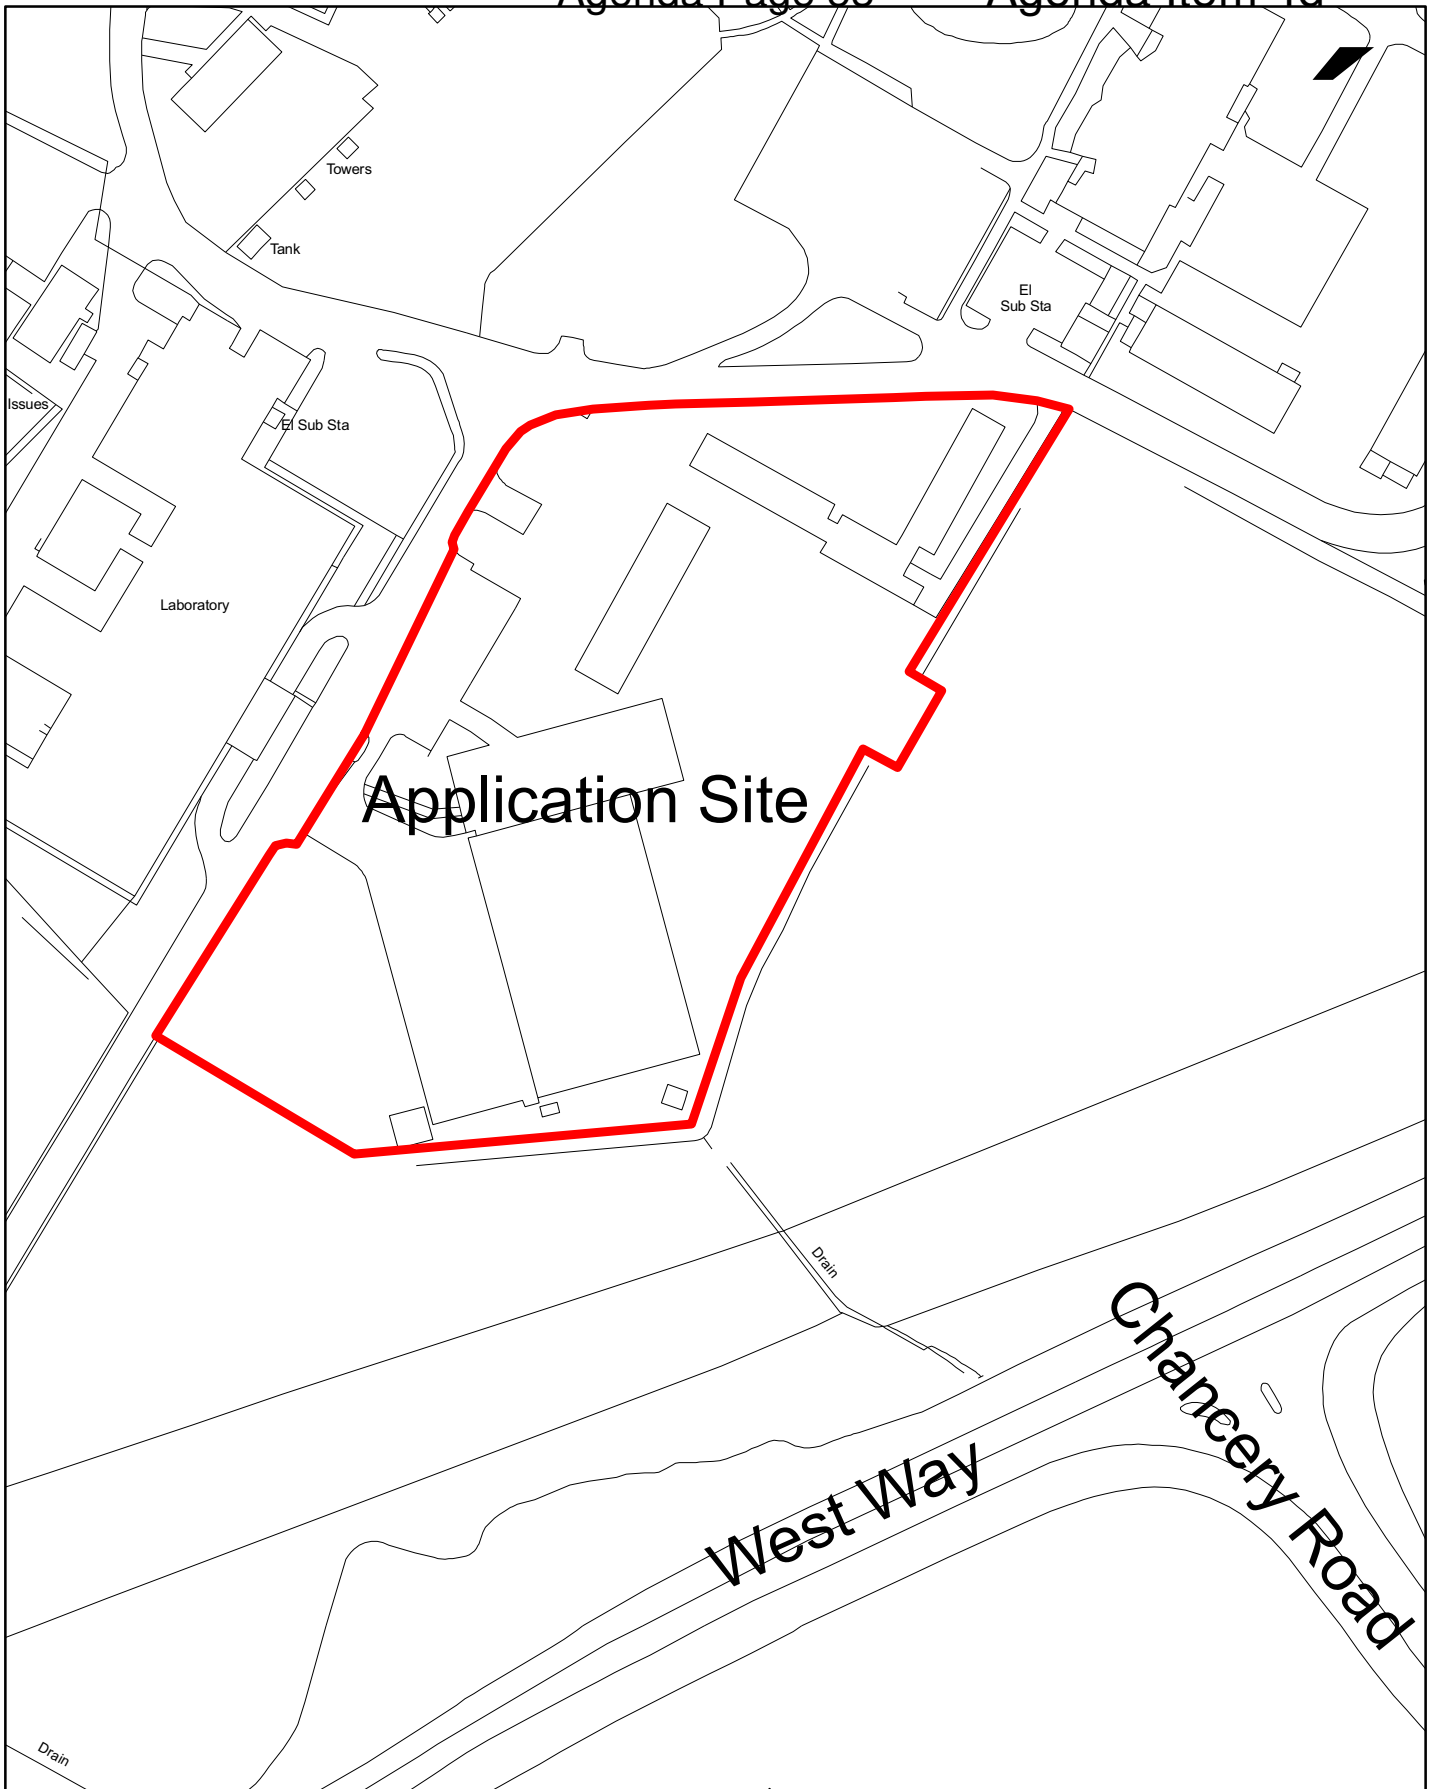 Towers
Tank
El
Sub Sta
Issues
El Sub Sta
Laboratory
Application Site
Drain
Chancery Road
West Way
Drain